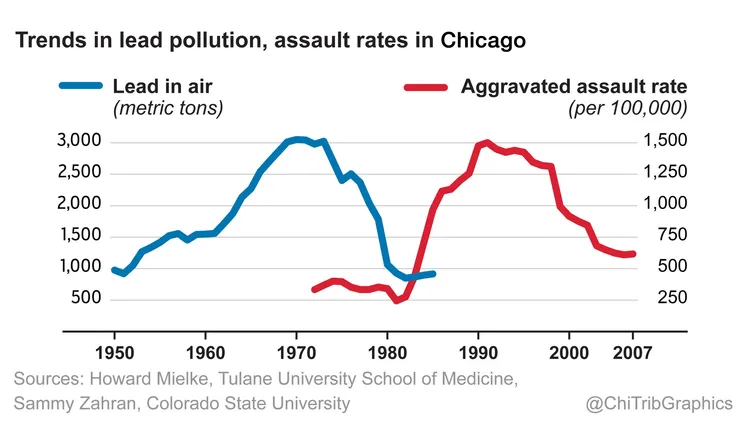 Trends in lead pollution, assault rates in Chicago
Lead in air
(metric tons)
Aggravated assault rate
(per 100,000)
3,000
2,500
2,000
1,500
1,000
500
1,500
1,250
1,000
750
500
250
1950
1960
1970
1980
1990
2000
2007
Sources: Howard Mielke, Tulane University School of Medicine,
Sammy Zahran, Colorado State University
@ChiTribGraphics